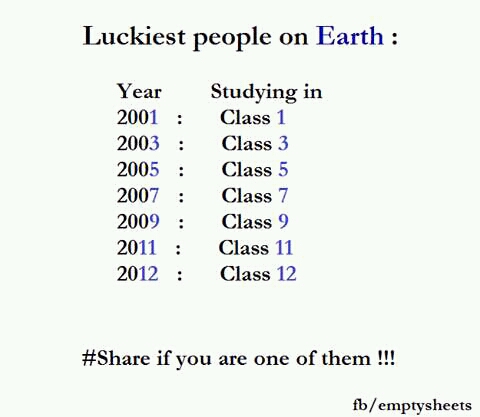 Luckiest people on Earth :
Year Studying in
2001 : Class 1
2003 : Class 3
2005 : Class 5
2007 : Class 7
2009 : Class 9
2011 : Class 11
2012 : Class 12
#Share if you are one of them !!!
fb/emptysheets